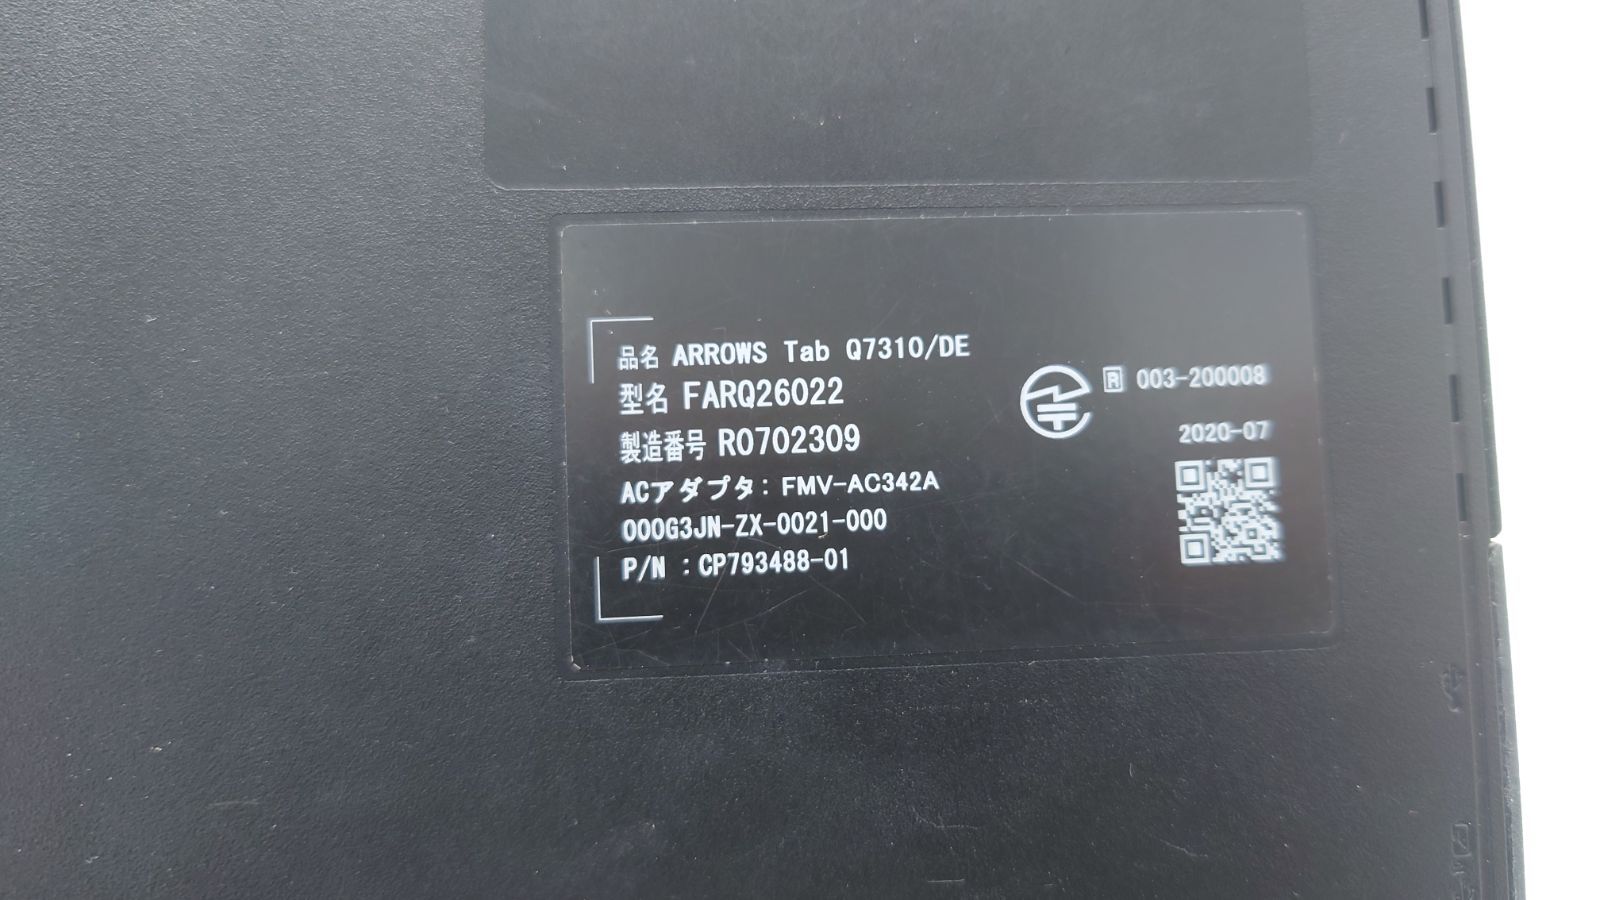 品名 ARROWS Tab Q7310/DE
型名 FARQ26022
製造番号 R0702309
ACアダプタ: FMV-AC342A
000G3JN-ZX-0021-000
P/N :CP793488-01
R 003-200008
2020-07